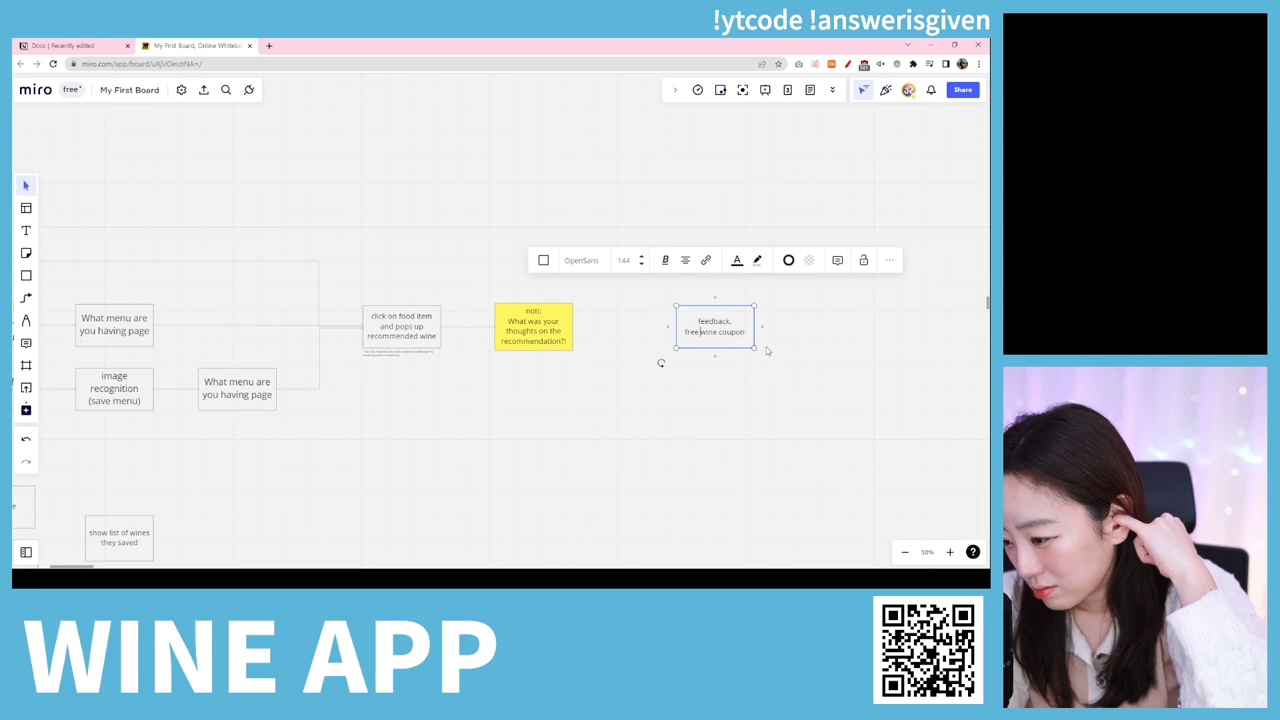 !ytcode !answerisgiven
Docs | Recently edited
My First Board, Online Whitebo
miro.com/app/board/uXjVOinztNA=/
miro
free
My First Board
Share
OpenSans
144
B
A
What menu are
you having page
click on food item
and pops up
recommended wine
noti:
What was your
thoughts on the
recommendation?!
feedback,
free wine coupon
image
recognition
(save menu)
What menu are
you having page
show list of wines
they saved
10%
WINE APP